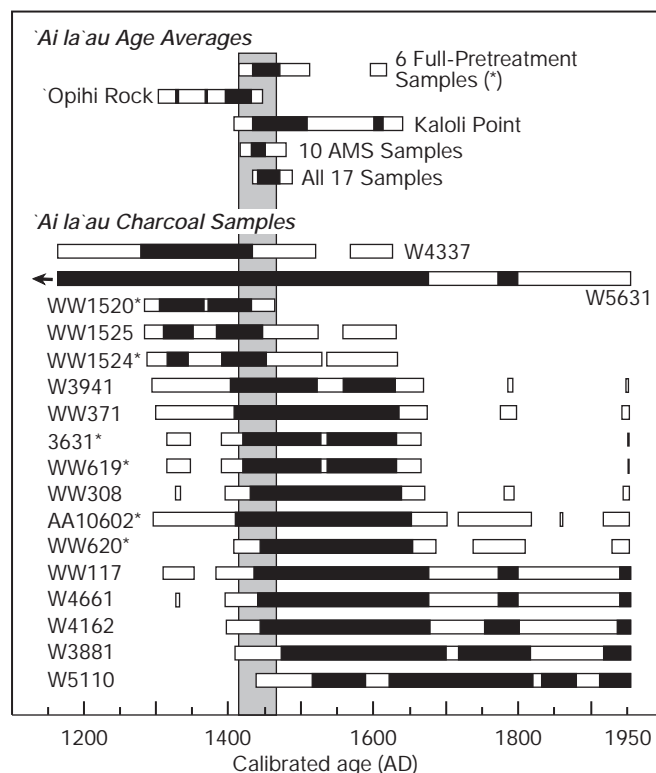 `Ai la`au Age Averages
6 Full-Pretreatment
Samples (*)
`Opihi Rock
Kaloli Point
10 AMS Samples
All 17 Samples
`Ai la`au Charcoal Samples
W4337
W5631
WW1520*
WW1525
WW1524*
W3941
WW371
3631*
WW619*
WW308
AA10602*
WW620*
WW117
W4661
W4162
W3881
W5110
1200 1400 1600 1800 1950
Calibrated age (AD)